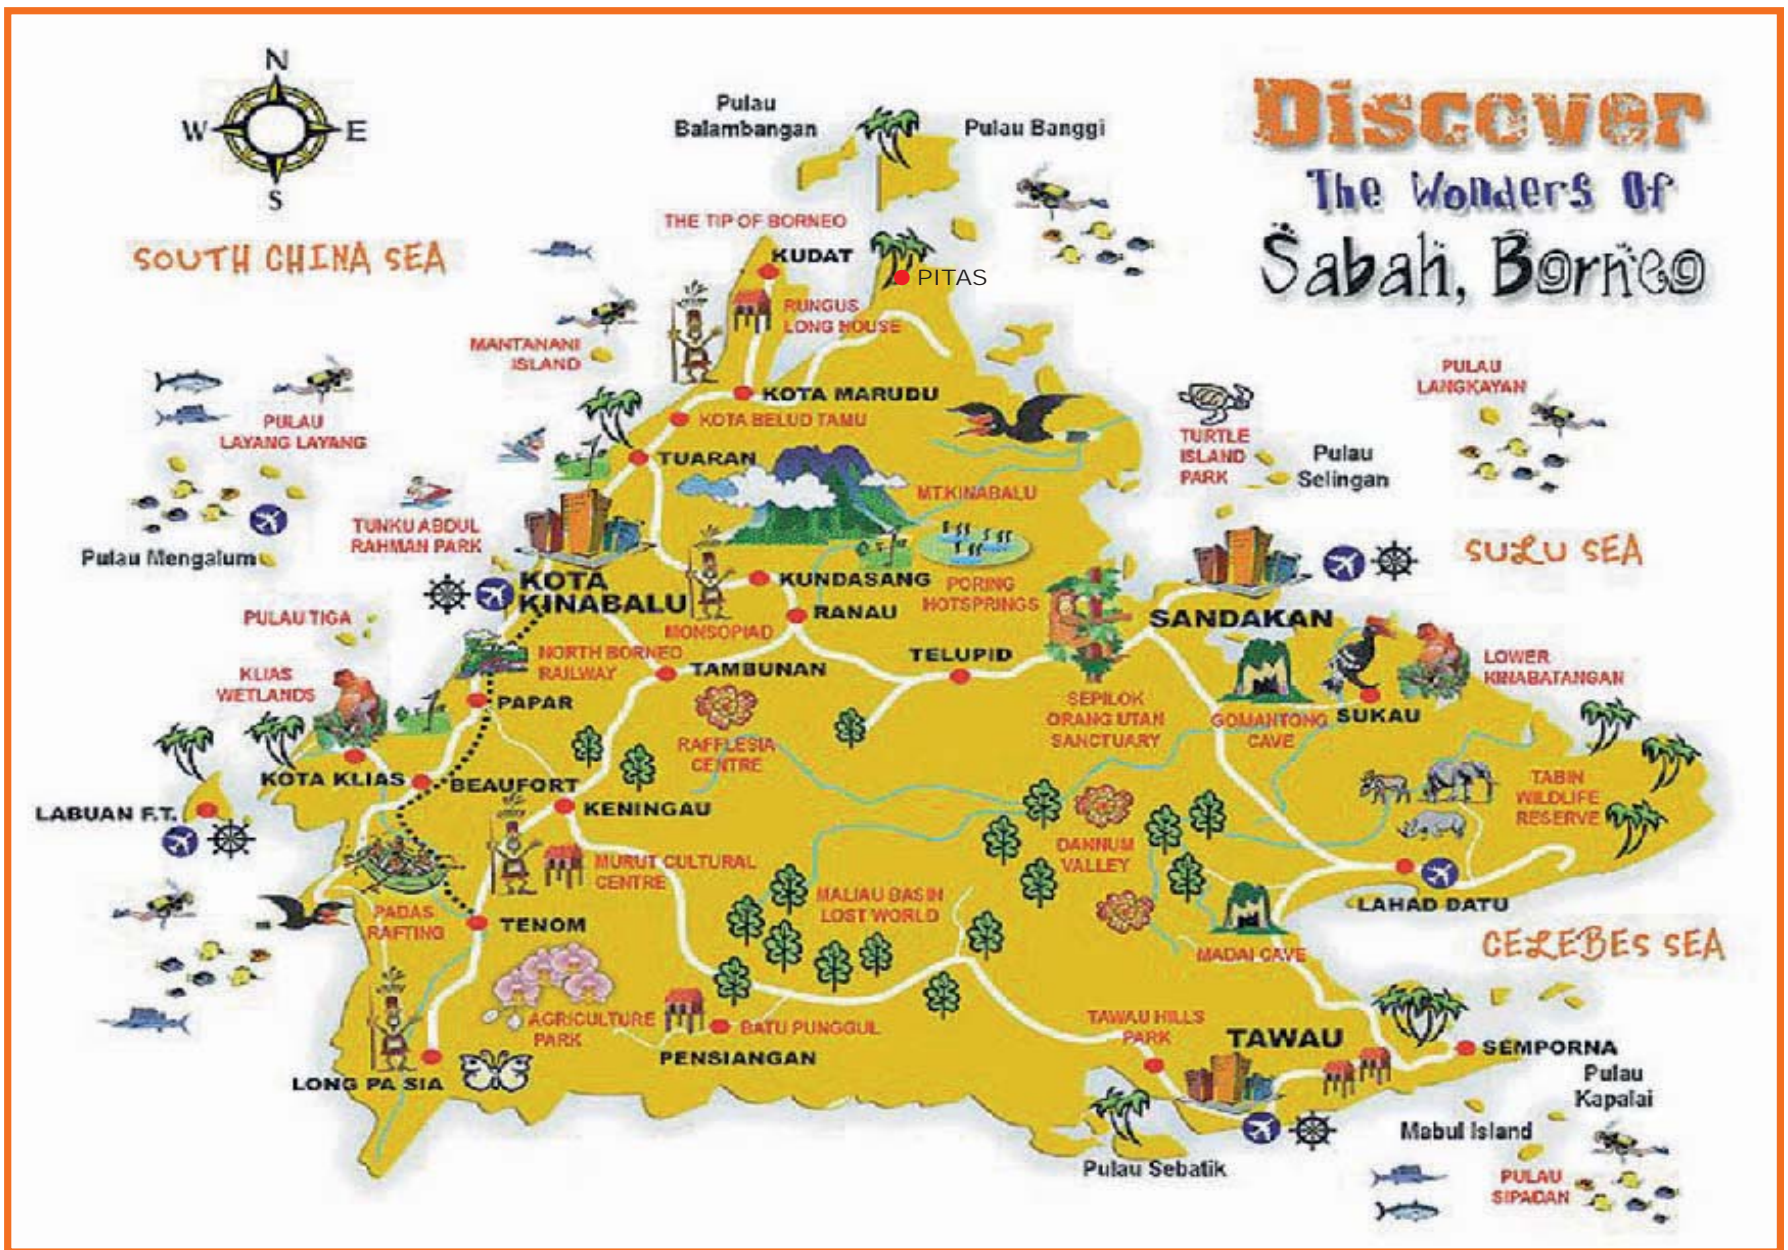 N
W
E
S
Discover
The Wonders Of
Sabah, Borneo
SOUTH CHINA SEA
Pulau
Balambangan
Pulau Banggi
THE TIP OF BORNEO
KUDAT
PITAS
RUNGUS
LONG HOUSE
MANTANANI
ISLAND
PULAU
LAYANG LAYANG
KOTA MARUDU
KOTA BELUD TAMU
TUARAN
PULAU
LANGKAYAN
TURTLE
ISLAND
PARK
Pulau
Selingan
MT.KINABALU
TUNKU ABDUL
RAHMAN PARK
Pulau Mengalum
SULU SEA
KOTA
KINABALU
KUNDASANG
PORING
HOTSPRINGS
RANAU
MONSOPIAD
SANDAKAN
PULAU TIGA
NORTH BORNEO
RAILWAY
TAMBUNAN
TELUPID
KLIAS
WETLANDS
LOWER
KINABATANGAN
PAPAR
SEPILOK
ORANG UTAN
SANCTUARY
GOMANTONG
CAVE
SUKAU
RAFFLESIA
CENTRE
KOTA KLIAS
BEAUFORT
KENINGAU
LABUAN F.T.
TABIN
WILDLIFE
RESERVE
DANNUM
VALLEY
MURUT CULTURAL
CENTRE
MALIAU BASIN
LOST WORLD
LAHAD DATU
PADAS
RAFTING
TENOM
MADAI CAVE
CELEBES SEA
AGRICULTURE
PARK
BATU PUNGGUL
PENSIANGAN
TAWAU HILLS
PARK
TAWAU
SEMPORNA
LONG PA SIA
Pulau
Kapalai
Mabul Island
Pulau Sebatik
PULAU
SIPADAN